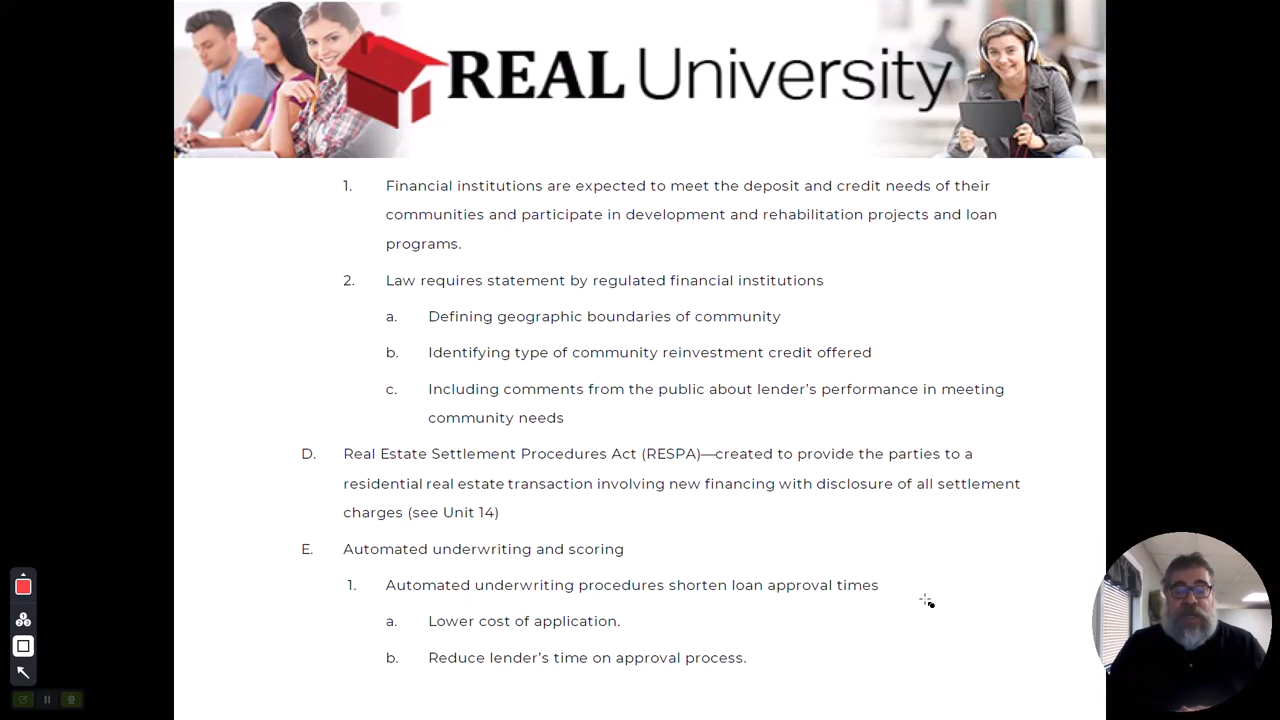 REAL University
1. Financial institutions are expected to meet the deposit and credit needs of their
communities and participate in development and rehabilitation projects and loan
programs.
2. Law requires statement by regulated financial institutions
a. Defining geographic boundaries of community
b. Identifying type of community reinvestment credit offered
c. Including comments from the public about lender’s performance in meeting
community needs
D. Real Estate Settlement Procedures Act (RESPA)—created to provide the parties to a
residential real estate transaction involving new financing with disclosure of all settlement
charges (see Unit 14)
E. Automated underwriting and scoring
1. Automated underwriting procedures shorten loan approval times
a. Lower cost of application.
b. Reduce lender’s time on approval process.